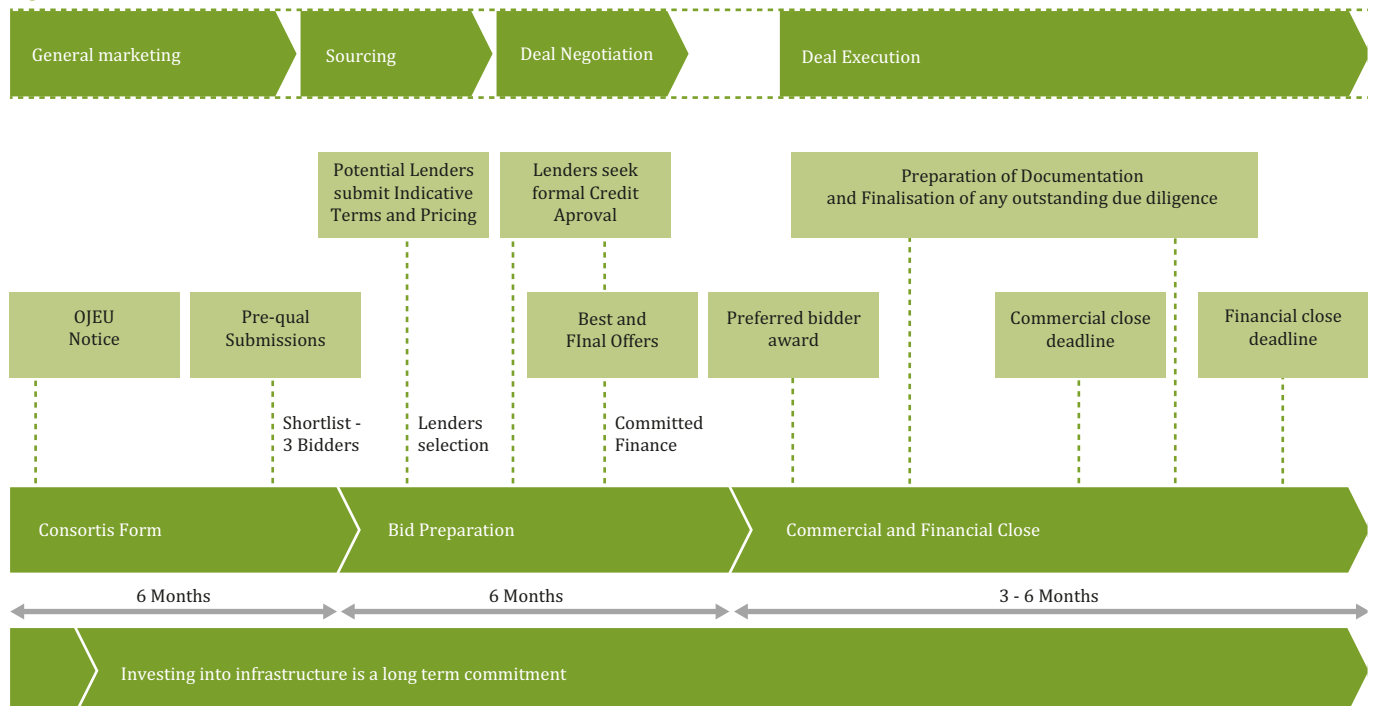 General marketing
Sourcing
Deal Negotiation
Deal Execution
Potential Lenders
submit Indicative
Terms and Pricing
Lenders seek
formal Credit
Aproval
Preparation of Documentation
and Finalisation of any outstanding due diligence
OJEU
Notice
Pre-qual
Submissions
Best and
FInal Offers
Preferred bidder
award
Commercial close
deadline
Financial close
deadline
Shortlist -
3 Bidders
Lenders
selection
Committed
Finance
Consortis Form
Bid Preparation
Commercial and Financial Close
6 Months
6 Months
3 - 6 Months
Investing into infrastructure is a long term commitment